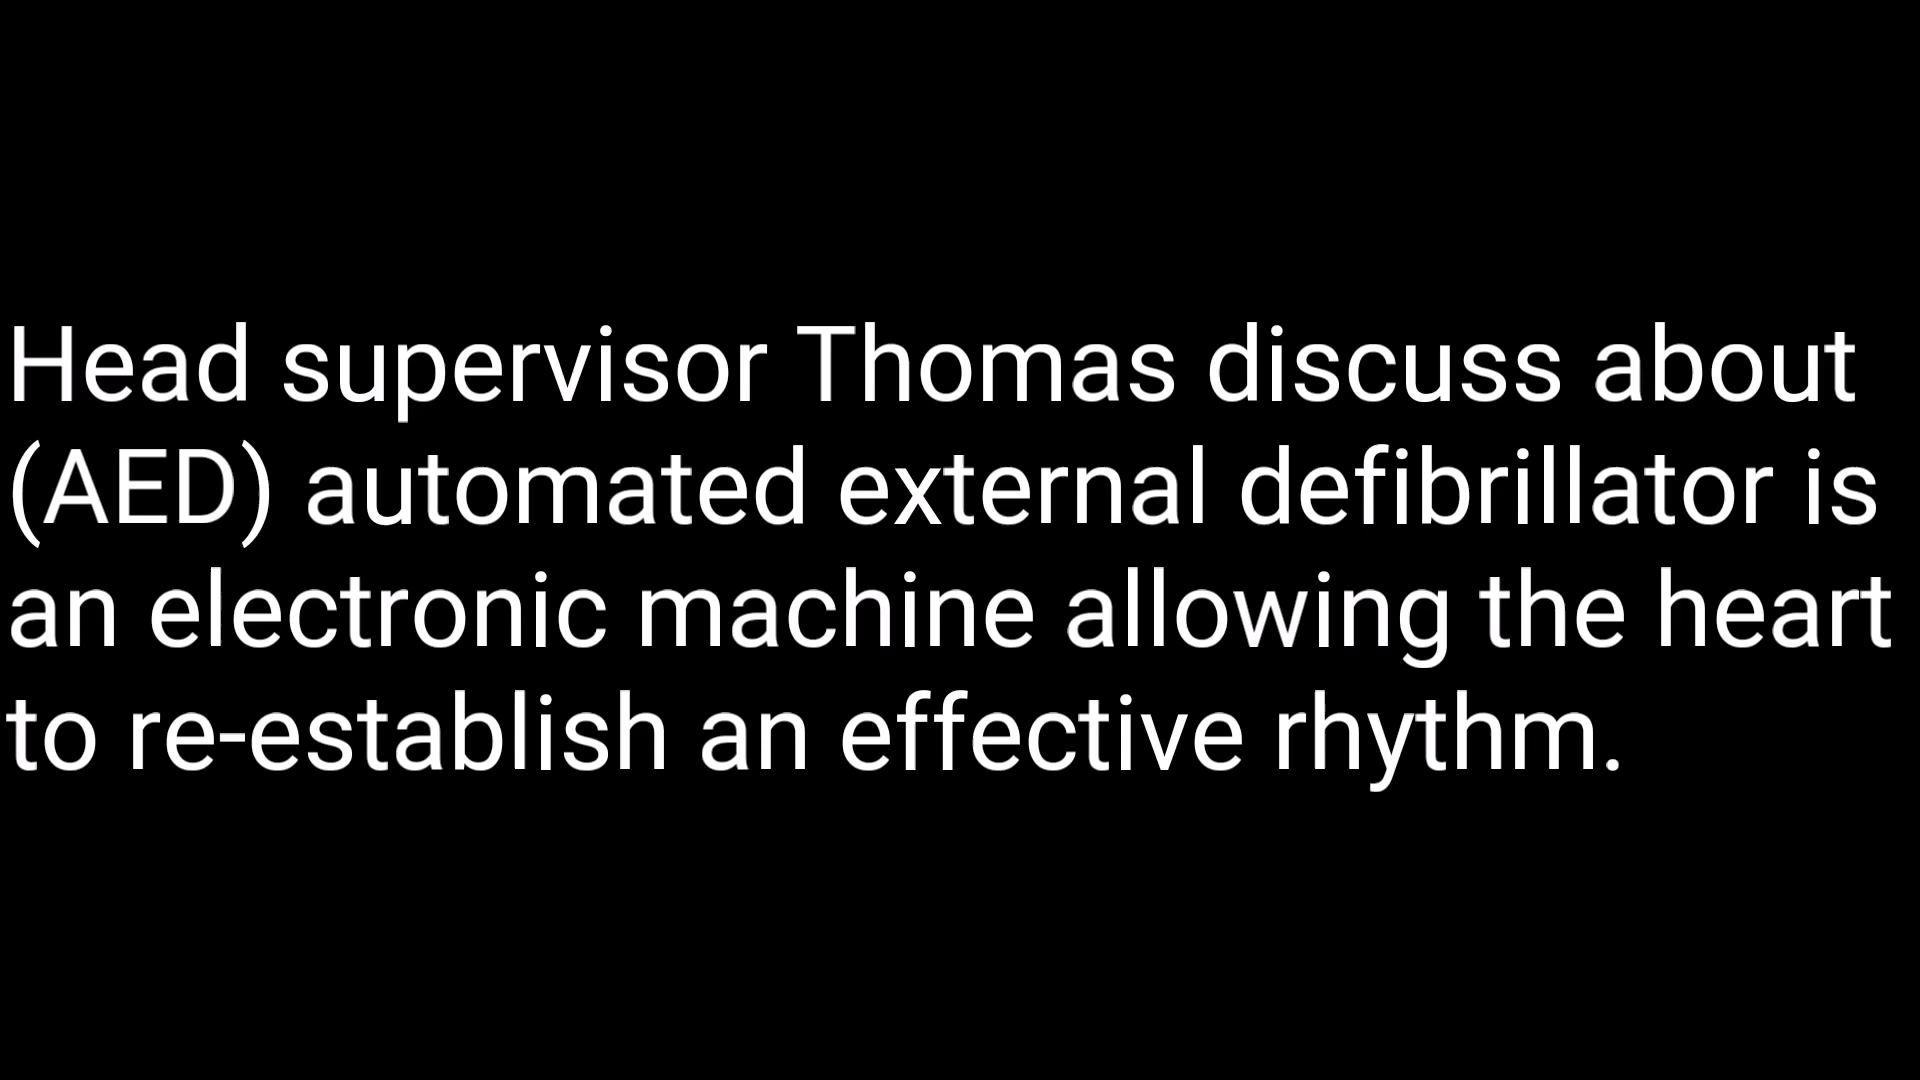 Head supervisor Thomas discuss about
(AED) automated external defibrillator is
an electronic machine allowing the heart
to re-establish an effective rhythm.